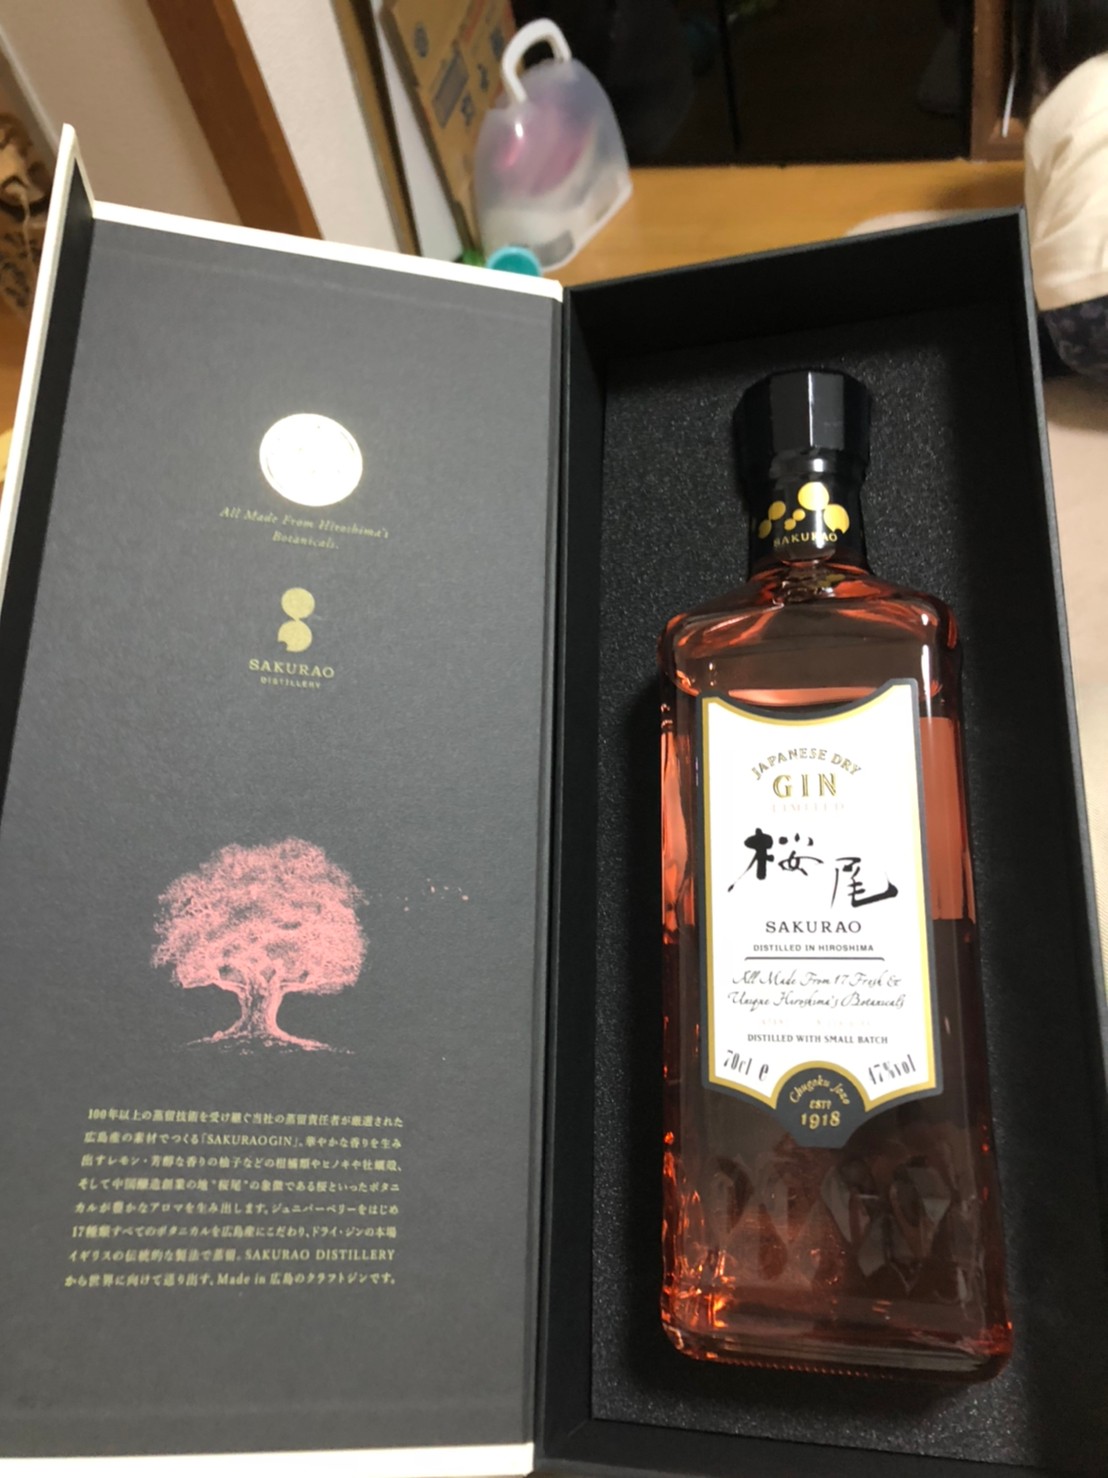 All Made From Hiroshima's
Botanicals.
SAKURAO
DISTILLERY
100年以上の蒸留技術を受け継ぐ当社の蒸留責任者が厳選された
広島産の素材でつくる「SAKURAOGIN」。華やかな香りを生み
出すレモン・芳醇な香りの柚子などの柑橘類やヒノキや牡蠣殻、
そして中国醸造創業の地"桜尾"の象徴である桜といったボタニ
カルが豊かなアロマを生み出します。ジュニパーベリーをはじめ
17種類すべてのボタニカルを広島産にこだわり、ドライ・ジンの本場
イギリスの伝統的な製法で蒸留。SAKURAO DISTILLERY
から世界に向けて送り出す、Made in 広島のクラフトジンです。
SAKURAO
JAPANESE DRY
GIN
LIMITED
桜尾
SAKURAO
DISTILLED IN HIROSHIMA
All Made From 17 Fresh &
Unique Hiroshima's Botanicals
DISTILLED WITH SMALL BATCH
70cl e 47%vol
Chugoku Jozo
ESTD
1918